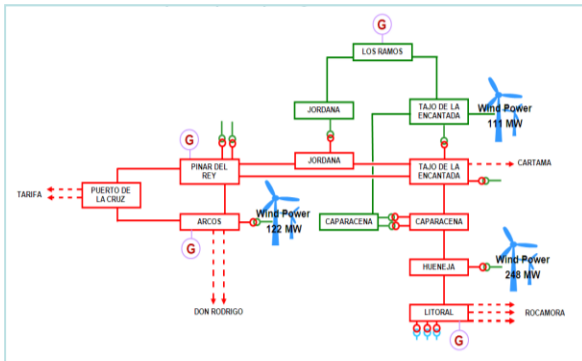 G
LOS RAMOS
JORDANA
TAJO DE LA
ENCANTADA
Wind Power
111 MW
G
PINAR DEL
REY
JORDANA
TAJO DE LA
ENCANTADA
CARTAMA
TARIFA
PUERTO DE
LA CRUZ
ARCOS
Wind Power
122 MW
CAPARACENA
CAPARACENA
G
HUENEJA
Wind Power
248 MW
DON RODRIGO
LITORAL
ROCAMORA
G